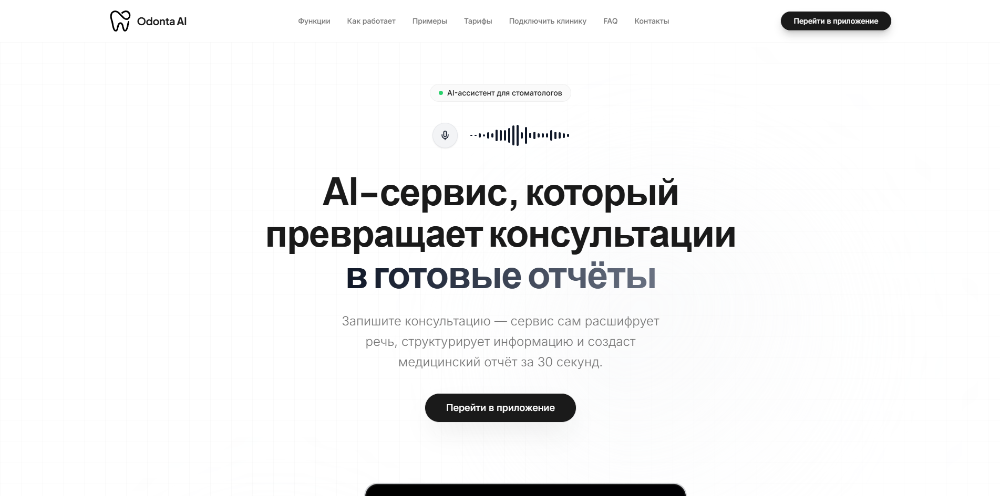 Odonta AI
Функции
Как работает
Примеры
Тарифы
Подключить клинику
FAQ
Контакты
Перейти в приложение
AI-ассистент для стоматологов
AI-сервис, который
превращает консультации
в готовые отчёты
Запишите консультацию — сервис сам расшифрует
речь, структурирует информацию и создаст
медицинский отчёт за 30 секунд.
Перейти в приложение